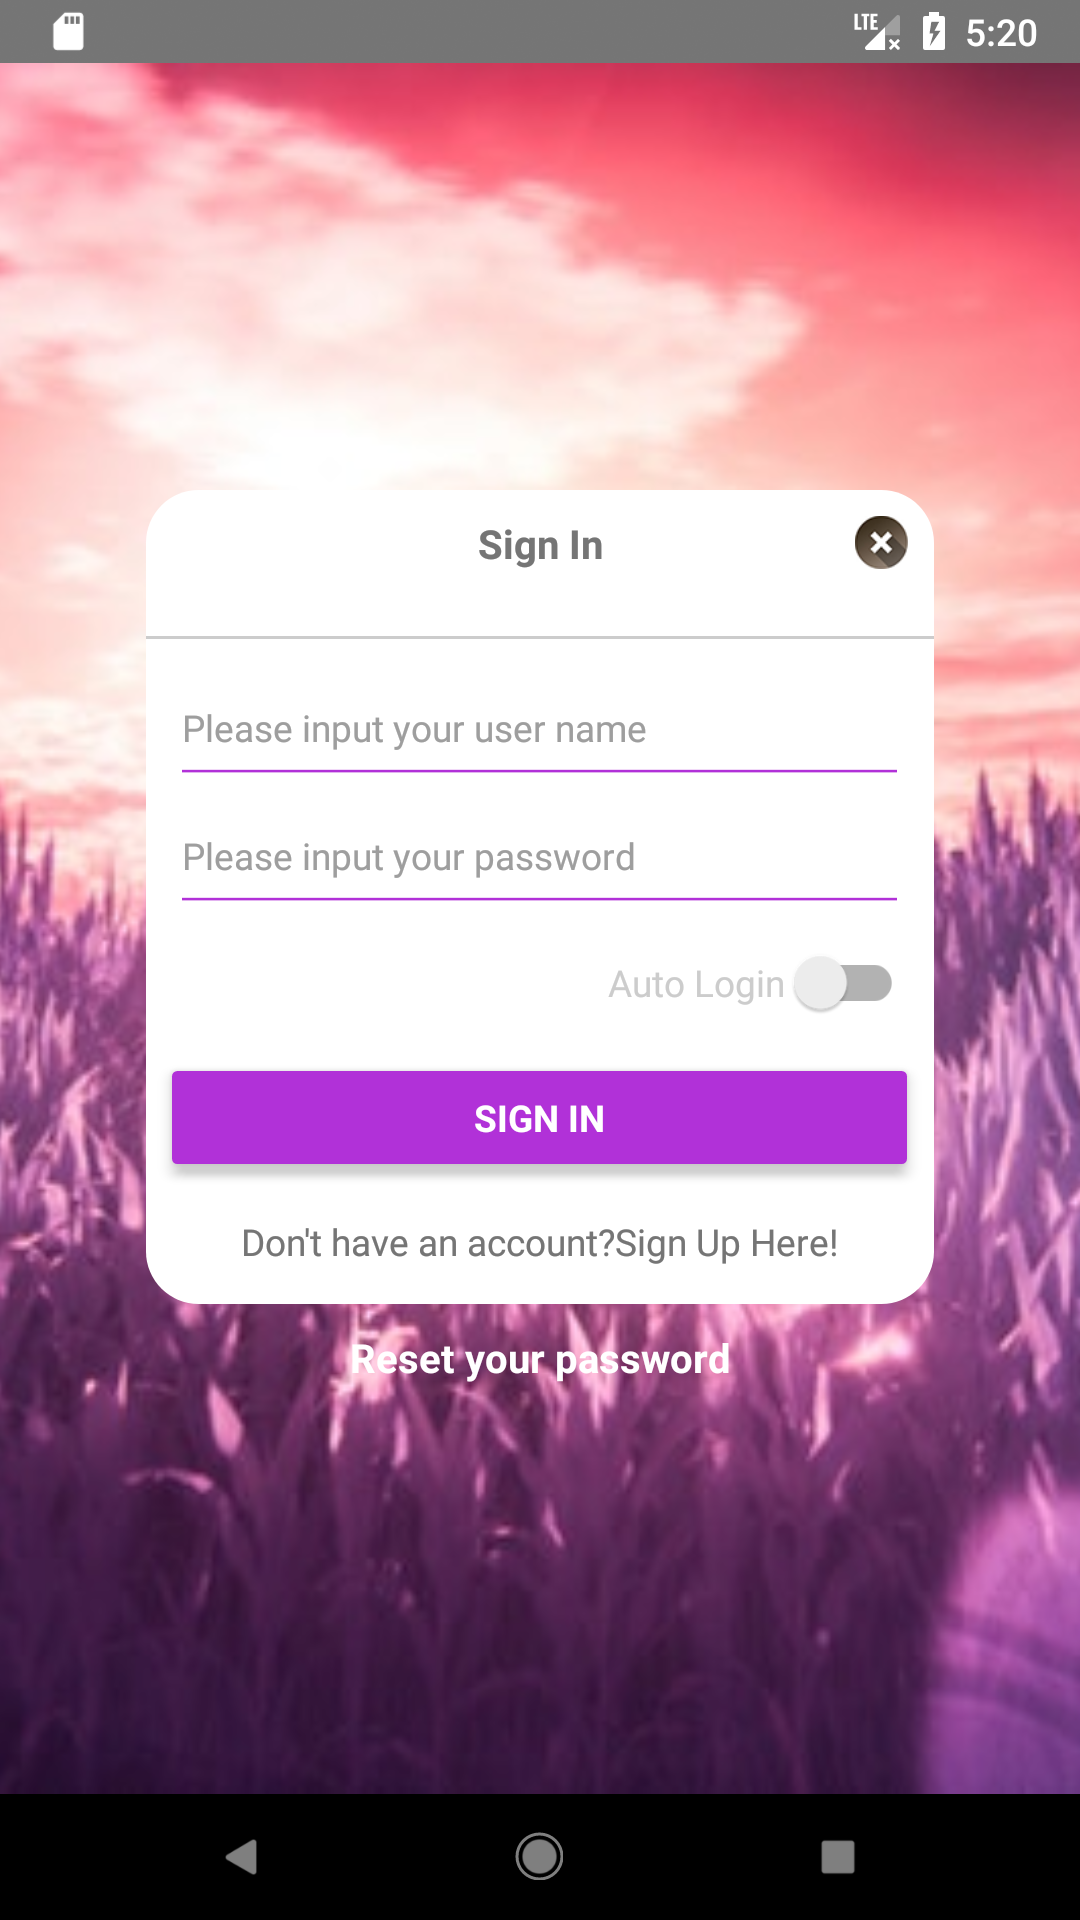 LTE 5:20
Sign In
Please input your user name
Please input your password
Auto Login
SIGN IN
Don't have an account?Sign Up Here!
Reset your password